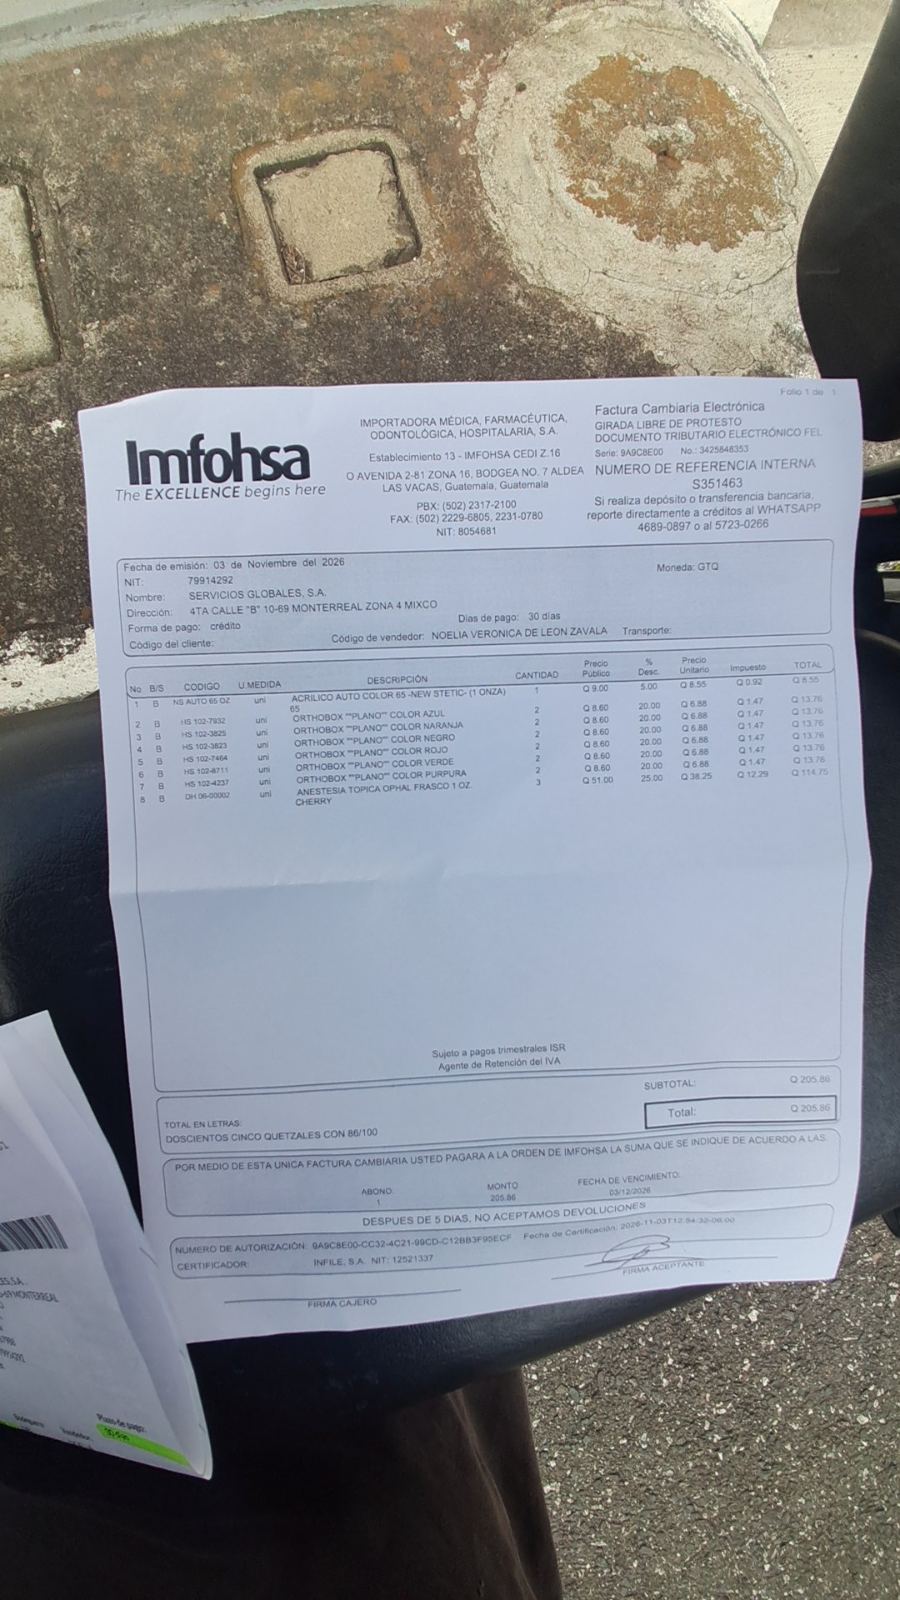 Folio 1 de 1
Imfohsa
The EXCELLENCE begins here
IMPORTADORA MÉDICA, FARMACÉUTICA,
ODONTOLÓGICA, HOSPITALARIA, S.A.
Establecimiento 13 - IMFOHSA CEDI Z.16
O AVENIDA 2-81 ZONA 16, BODGEA NO. 7 ALDEA
LAS VACAS, Guatemala, Guatemala
PBX: (502) 2317-2100
FAX: (502) 2229-6805, 2231-0780
NIT: 8054681
Factura Cambiaria Electrónica
GIRADA LIBRE DE PROTESTO
DOCUMENTO TRIBUTARIO ELECTRÓNICO FEL
Serie: 9A9C8E00 No.: 3425848353
NUMERO DE REFERENCIA INTERNA
S351463
Si realiza depósito o transferencia bancaria,
reporte directamente a créditos al WHATSAPP
4689-0897 o al 5723-0266
Fecha de emisión: 03 de Noviembre del 2026
NIT: 79914292 Moneda: GTQ
Nombre: SERVICIOS GLOBALES, S.A.
Dirección: 4TA CALLE "B" 10-69 MONTERREAL ZONA 4 MIXCO
Forma de pago: crédito Dias de pago: 30 días
Código del cliente: Código de vendedor: NOELIA VERONICA DE LEON ZAVALA Transporte:
No B/S CODIGO U.MEDIDA DESCRIPCIÓN CANTIDAD Precio Público % Desc. Precio Unitario Impuesto TOTAL
1 B NS AUTO 65 OZ uni ACRILICO AUTO COLOR 65 -NEW STETIC- (1 ONZA) 1 Q 9.00 5.00 Q 8.55 Q 0.92 Q 8.55
65
2 B HS 102-7932 uni ORTHOBOX ""PLANO"" COLOR AZUL 2 Q 8.60 20.00 Q 6.88 Q 1.47 Q 13.76
3 B HS 102-3825 uni ORTHOBOX ""PLANO"" COLOR NARANJA 2 Q 8.60 20.00 Q 6.88 Q 1.47 Q 13.76
4 B HS 102-3823 uni ORTHOBOX ""PLANO"" COLOR NEGRO 2 Q 8.60 20.00 Q 6.88 Q 1.47 Q 13.76
5 B HS 102-7464 uni ORTHOBOX ""PLANO"" COLOR ROJO 2 Q 8.60 20.00 Q 6.88 Q 1.47 Q 13.76
6 B HS 102-8711 uni ORTHOBOX ""PLANO"" COLOR VERDE 2 Q 8.60 20.00 Q 6.88 Q 1.47 Q 13.76
7 B HS 102-4237 uni ORTHOBOX ""PLANO"" COLOR PURPURA 2 Q 8.60 20.00 Q 6.88 Q 1.47 Q 13.76
8 B DH 06-00002 uni ANESTESIA TOPICA OPHAL FRASCO 1 OZ. 3 Q 51.00 25.00 Q 38.25 Q 12.29 Q 114.75
CHERRY
Sujeto a pagos trimestrales ISR
Agente de Retención del IVA
SUBTOTAL: Q 205.86
Total: Q 205.86
TOTAL EN LETRAS:
DOSCIENTOS CINCO QUETZALES CON 86/100
POR MEDIO DE ESTA UNICA FACTURA CAMBIARIA USTED PAGARA A LA ORDEN DE IMFOHSA LA SUMA QUE SE INDIQUE DE ACUERDO A LAS
ABONO: MONTO FECHA DE VENCIMIENTO:
1 205.86 03/12/2026
DESPUES DE 5 DIAS, NO ACEPTAMOS DEVOLUCIONES
NUMERO DE AUTORIZACIÓN: 9A9C8E00-CC32-4C21-99CD-C12BB3F95ECF Fecha de Certificación: 2026-11-03T12:54:32-06:00
CERTIFICADOR: INFILE, S.A. NIT: 12521337
FIRMA CAJERO
FIRMA ACEPTANTE
MONTERREAL
Plazo de pago: